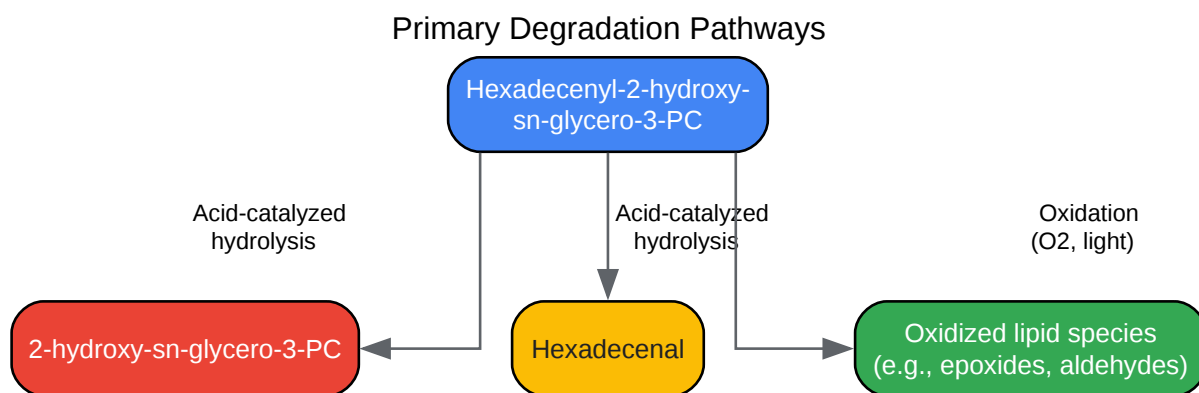 Primary Degradation Pathways
Hexadecenyl-2-hydroxy-
sn-glycero-3-PC
Acid-catalyzed
hydrolysis
Acid-catalyzed
hydrolysis
Oxidation
(O2, light)
2-hydroxy-sn-glycero-3-PC
Hexadecenal
Oxidized lipid species
(e.g., epoxides, aldehydes)